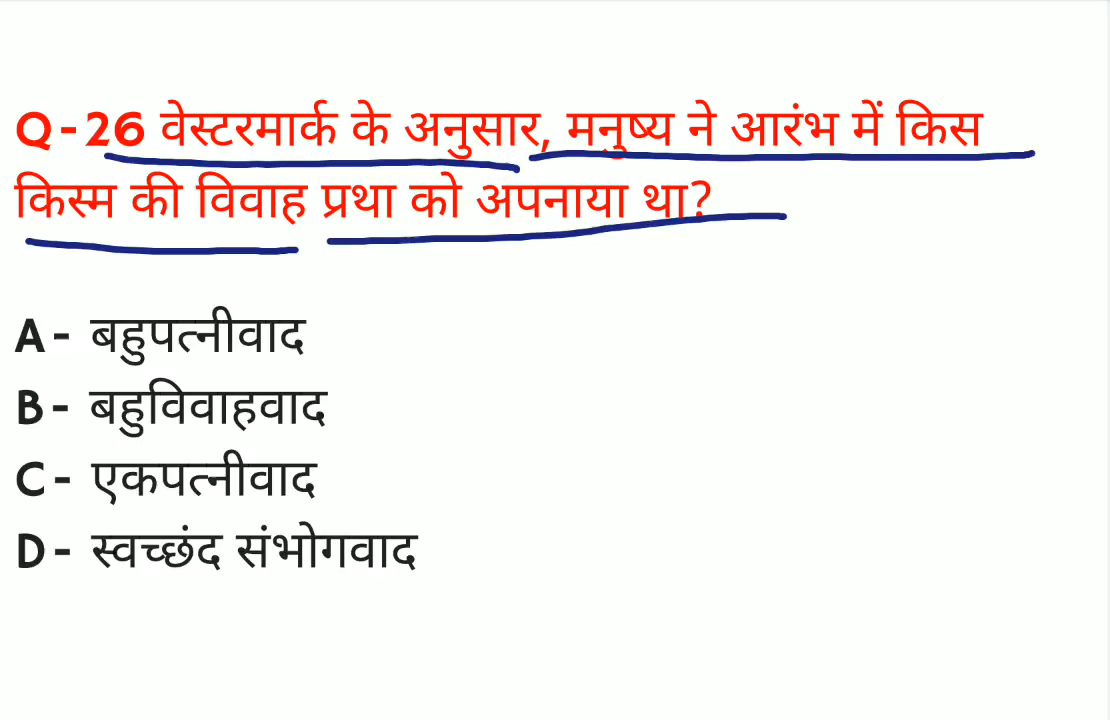 Q-26 वेस्टरमार्क के अनुसार, मनुष्य ने आरंभ में किस
किस्म की विवाह प्रथा को अपनाया था?
A- बहुपत्नीवाद
B- बहुविवाहवाद
C- एकपत्नीवाद
D- स्वच्छंद संभोगवाद